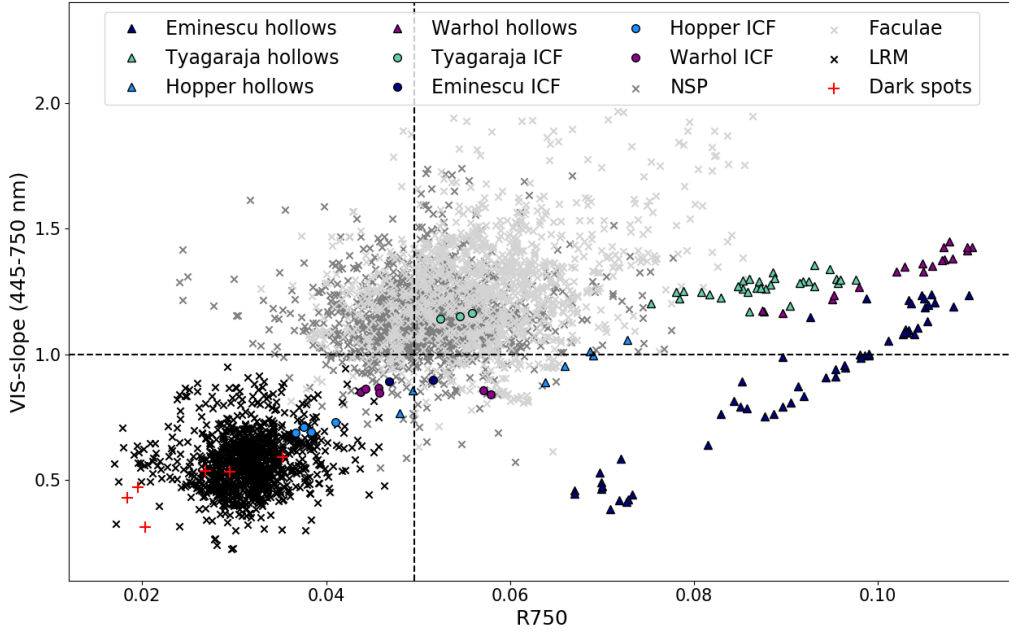 Eminescu hollows Warhol hollows Hopper ICF Faculae
Tyagaraja hollows Tyagaraja ICF Warhol ICF LRM
Hopper hollows Eminescu ICF NSP Dark spots
2.0
1.5
1.0
0.5
VIS-slope (445-750 nm)
0.02 0.04 0.06 0.08 0.10
R750